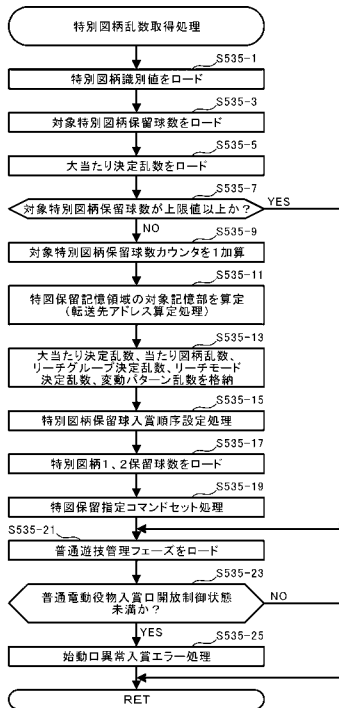 特別図柄乱数取得処理
S535-1
特別図柄識別値をロード
S535-3
対象特別図柄保留球数をロード
S535-5
大当たり決定乱数をロード
S535-7
対象特別図柄保留球数が上限値以上か?
YES
NO
S535-9
対象特別図柄保留球数カウンタを1加算
S535-11
特図保留記憶領域の対象記憶部を算定
(転送先アドレス算定処理)
S535-13
大当たり決定乱数、当たり図柄乱数、
リーチグループ決定乱数、リーチモード
決定乱数、変動パターン乱数を格納
S535-15
特別図柄保留球入賞順序設定処理
S535-17
特別図柄1、2保留球数をロード
S535-19
特図保留指定コマンドセット処理
S535-21
普通遊技管理フェーズをロード
S535-23
普通電動役物入賞口開放制御状態
未満か?
NO
YES
S535-25
始動口異常入賞エラー処理
RET